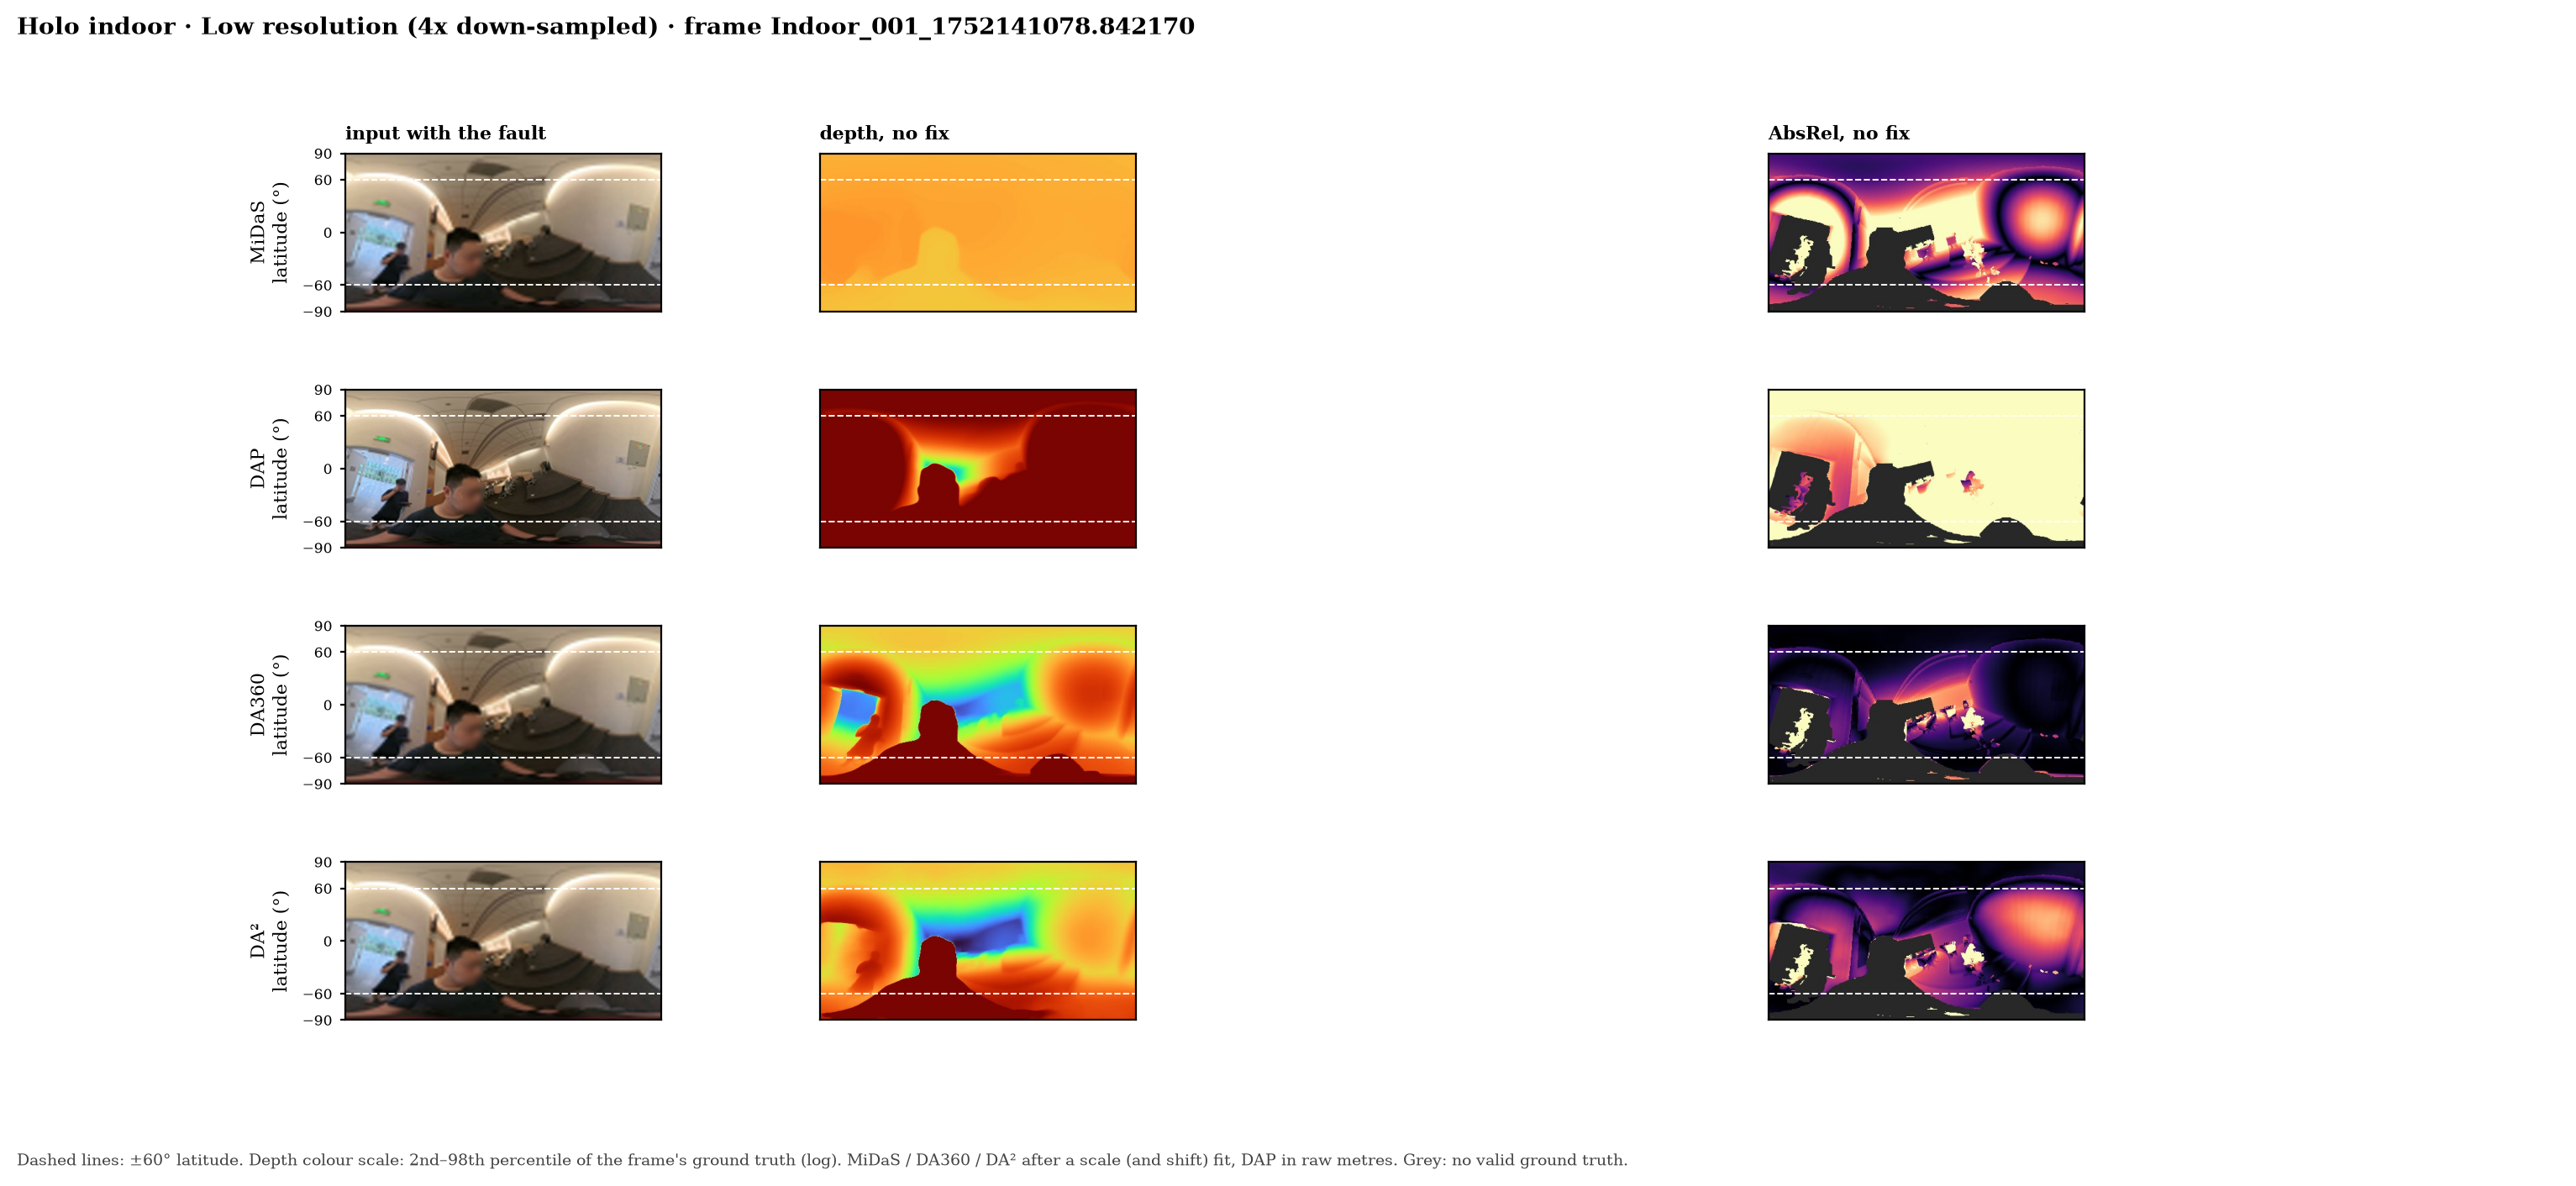 Holo indoor · Low resolution (4x down-sampled) · frame Indoor_001_1752141078.842170
input with the fault
depth, no fix
AbsRel, no fix
MiDaS
latitude (°)
90
60
0
−60
−90
DAP
latitude (°)
90
60
0
−60
−90
DA360
latitude (°)
90
60
0
−60
−90
DA²
latitude (°)
90
60
0
−60
−90
Dashed lines: ±60° latitude. Depth colour scale: 2nd–98th percentile of the frame's ground truth (log). MiDaS / DA360 / DA² after a scale (and shift) fit, DAP in raw metres. Grey: no valid ground truth.